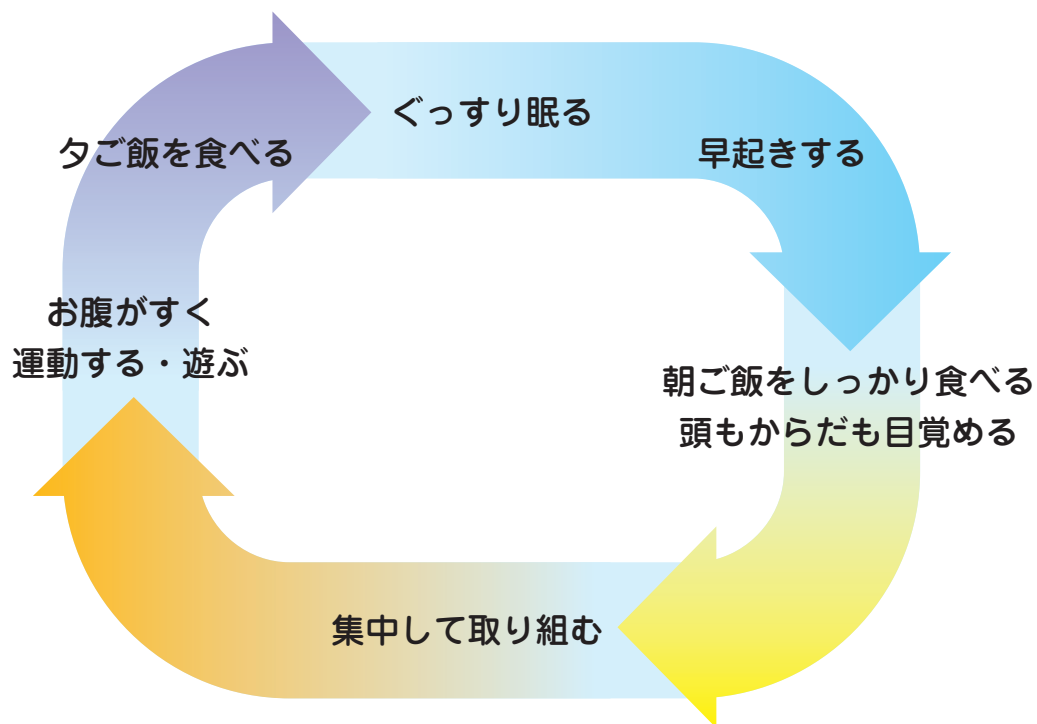 ぐっすり眠る
夕ご飯を食べる
早起きする
お腹がすく
運動する・遊ぶ
朝ご飯をしっかり食べる
頭もからだも目覚める
集中して取り組む